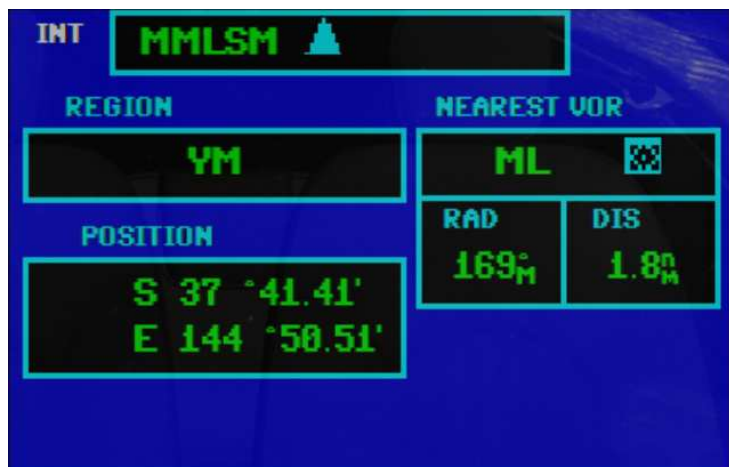 INT MMLSM
REGION
YM
POSITION
S 37 °41.41'
E 144 °50.51'
NEAREST VOR
ML
RAD
169°M
DIS
1.8nM